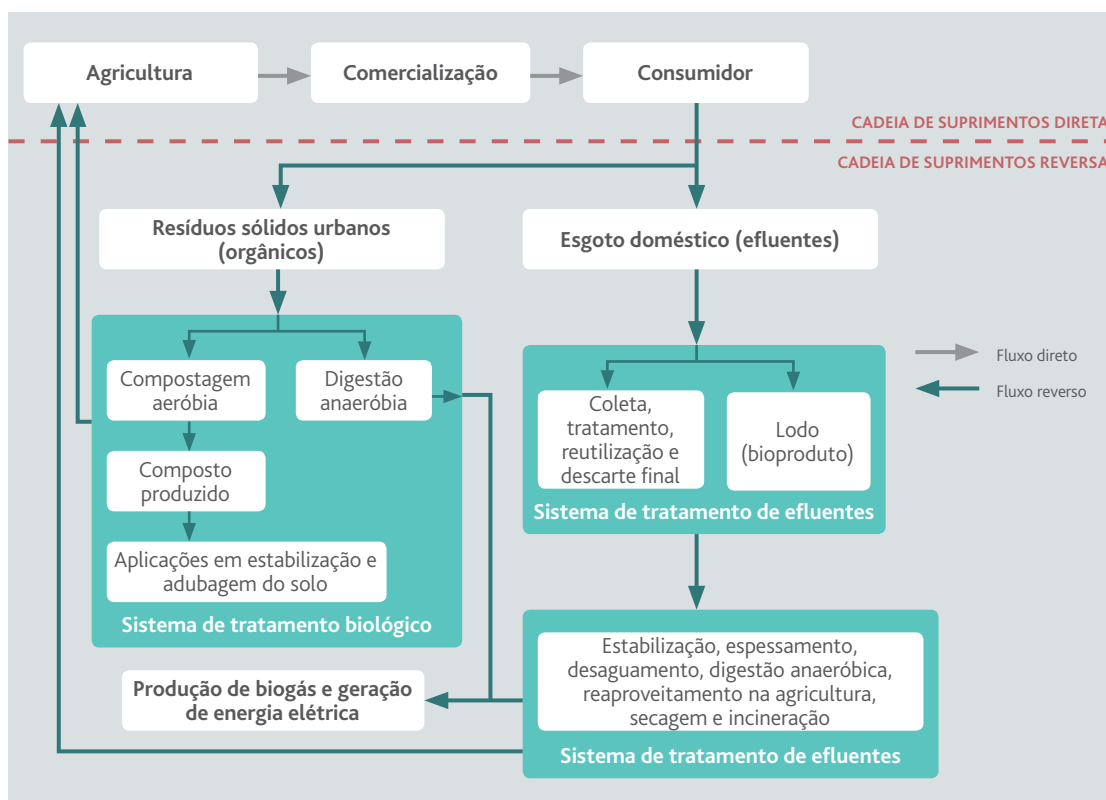 Agricultura
Comercialização
Consumidor
CADEIA DE SUPRIMENTOS DIRETA
CADEIA DE SUPRIMENTOS REVERSA
Resíduos sólidos urbanos
(orgânicos)
Esgoto doméstico (efluentes)
Compostagem
aeróbia
Digestão
anaeróbia
Composto
produzido
Aplicações em estabilização e
adubagem do solo
Sistema de tratamento biológico
Coleta,
tratamento,
reutilização e
descarte final
Lodo
(bioproduto)
Sistema de tratamento de efluentes
Fluxo direto
Fluxo reverso
Produção de biogás e geração
de energia elétrica
Estabilização, espessamento,
desaguamento, digestão anaeróbica,
reaproveitamento na agricultura,
secagem e incineração
Sistema de tratamento de efluentes